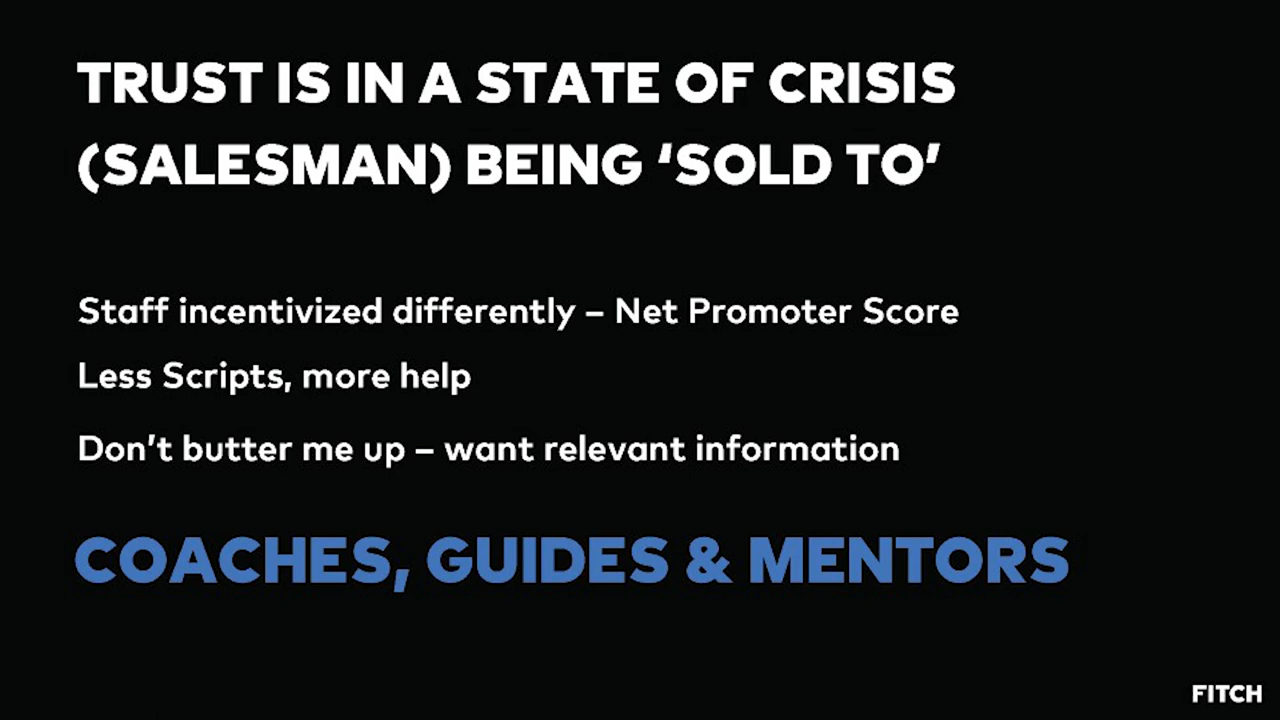 TRUST IS IN A STATE OF CRISIS
(SALESMAN) BEING ‘SOLD TO’
Staff incentivized differently – Net Promoter Score
Less Scripts, more help
Don’t butter me up – want relevant information
COACHES, GUIDES & MENTORS
FITCH